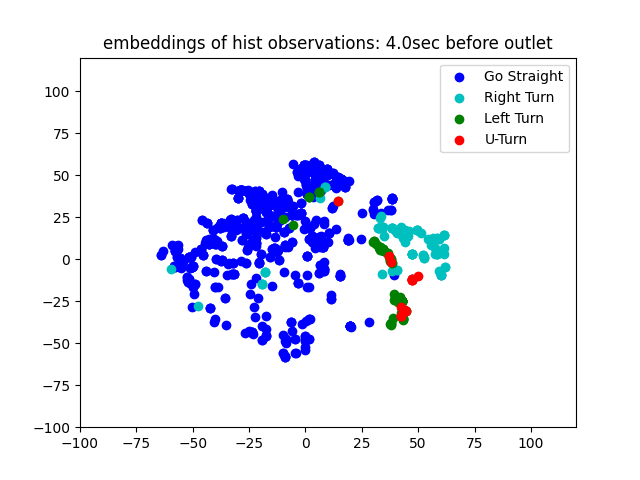 embeddings of hist observations: 4.0sec before outlet
Go Straight
Right Turn
Left Turn
U-Turn
100
75
50
25
0
−25
−50
−75
−100
−100 −75 −50 −25 0 25 50 75 100